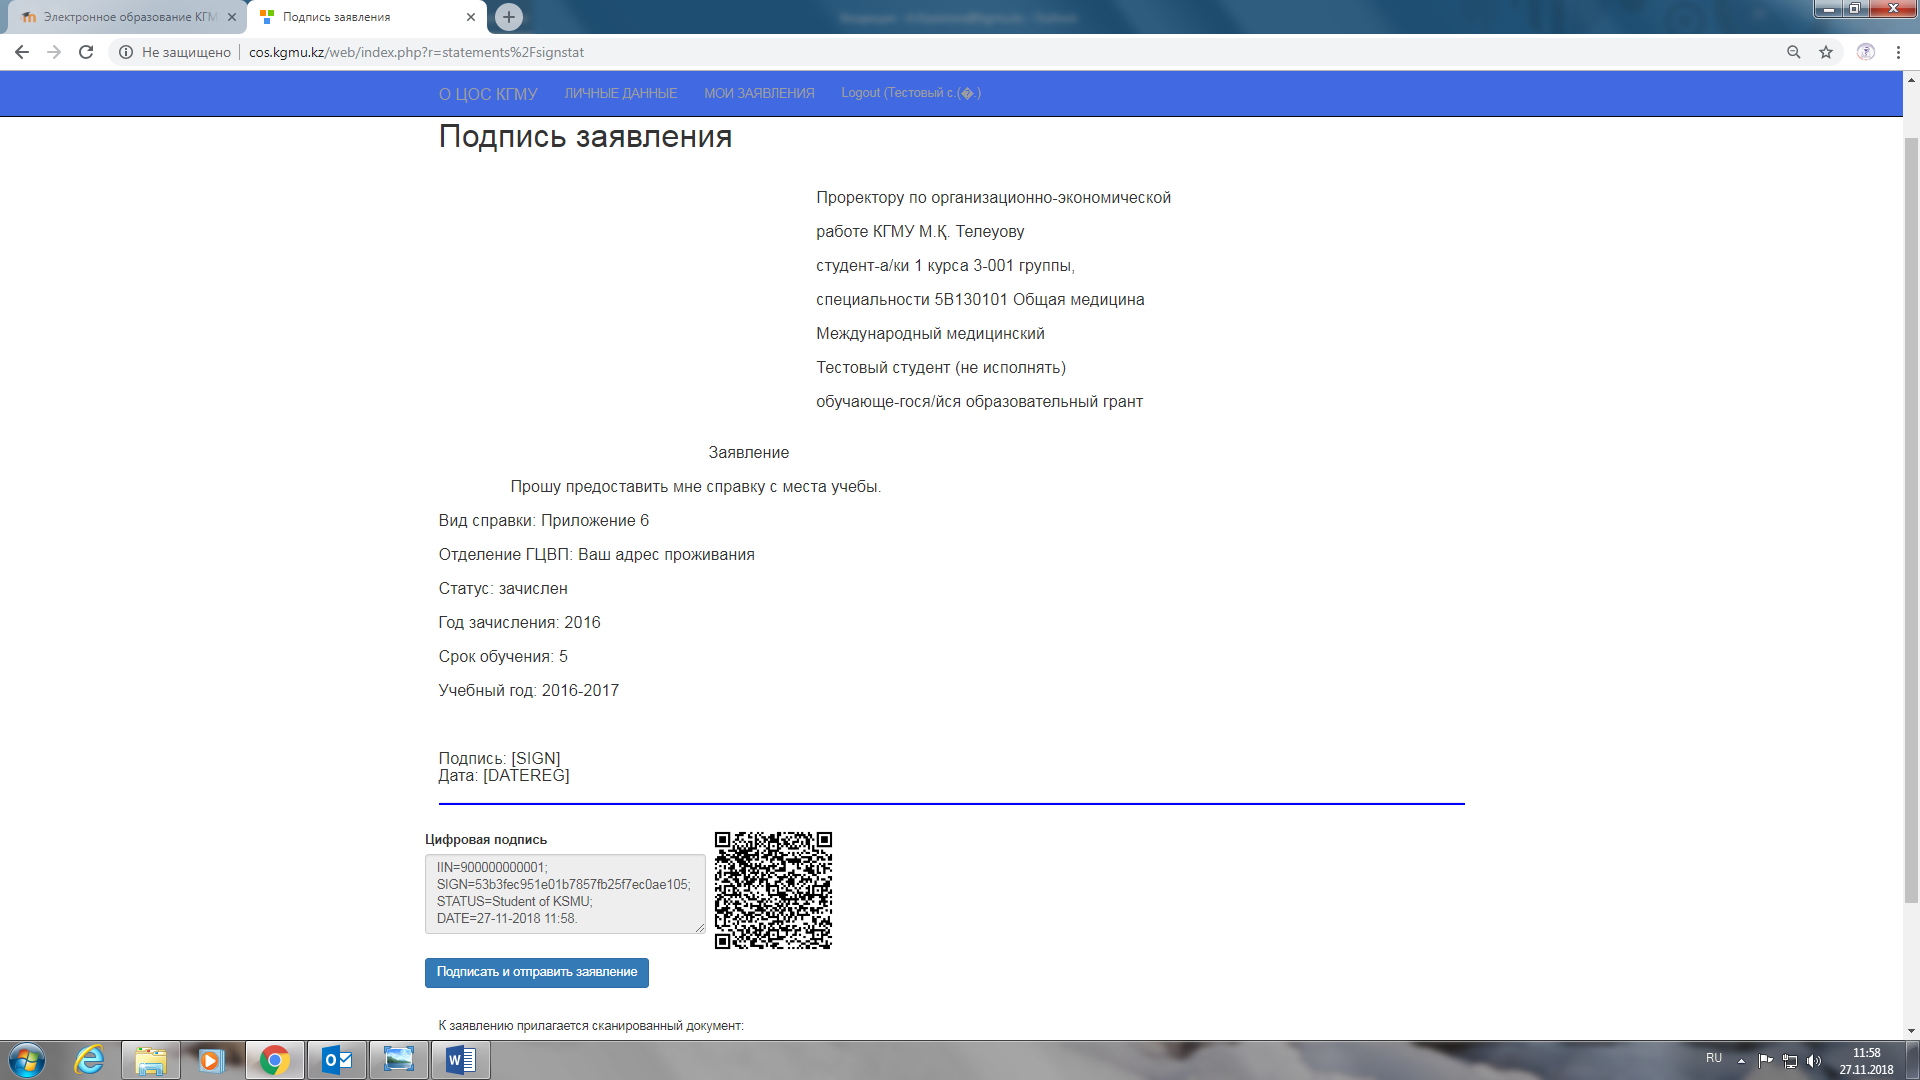 Электронное образование КГМ
Подпись заявления
Не защищено
cos.kgmu.kz/web/index.php?r=statements%2Fsignstat
О ЦОС КГМУ
ЛИЧНЫЕ ДАННЫЕ
МОИ ЗАЯВЛЕНИЯ
Logout (Тестовый с.(�.)
Подпись заявления
Проректору по организационно-экономической
работе КГМУ М.Қ. Телеуову
студент-а/ки 1 курса 3-001 группы,
специальности 5В130101 Общая медицина
Международный медицинский
Тестовый студент (не исполнять)
обучающе-гося/йся образовательный грант
Заявление
Прошу предоставить мне справку с места учебы.
Вид справки: Приложение 6
Отделение ГЦВП: Ваш адрес проживания
Статус: зачислен
Год зачисления: 2016
Срок обучения: 5
Учебный год: 2016-2017
Подпись: [SIGN]
Дата: [DATEREG]
Цифровая подпись
IIN=900000000001;
SIGN=53b3fec951e01b7857fb25f7ec0ae105;
STATUS=Student of KSMU;
DATE=27-11-2018 11:58.
Подписать и отправить заявление
К заявлению прилагается сканированный документ:
RU
11:58
27.11.2018